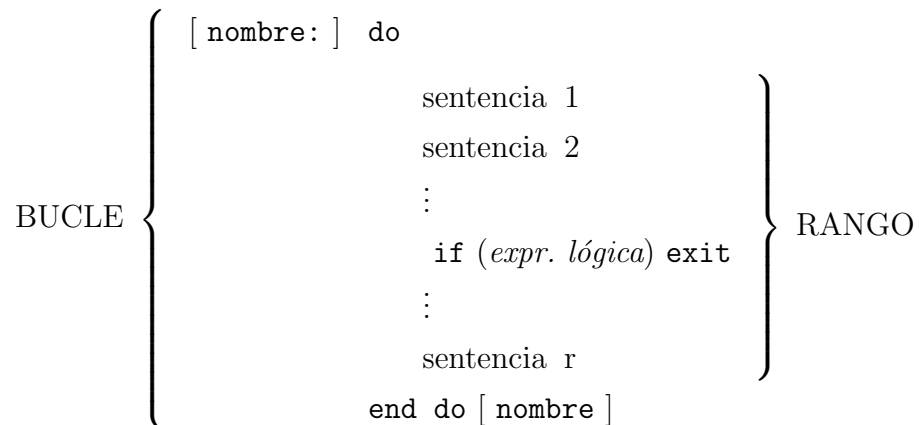 [ nombre: ] do
sentencia 1
sentencia 2
⋮
BUCLE
if (expr. lógica) exit
RANGO
⋮
sentencia r
end do [ nombre ]